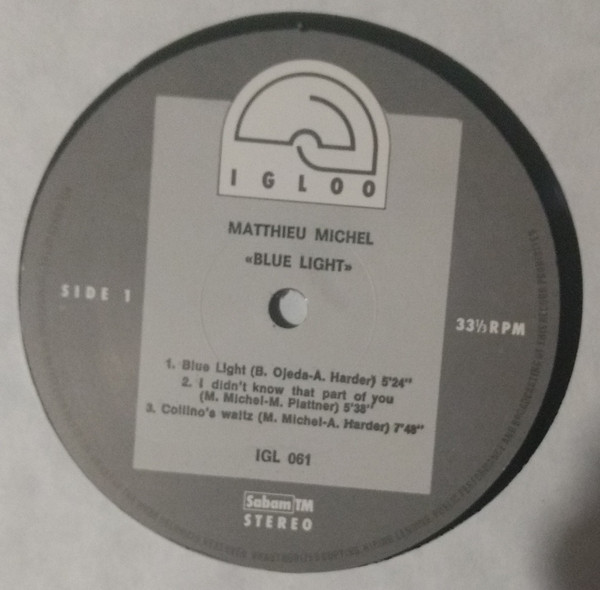 IGLOO
MATTHIEU MICHEL
«BLUE LIGHT»
SIDE 1
33⅓RPM
1. Blue Light (B. Ojeda-A. Harder) 5'24"
2. I didn't know that part of you
(M. Michel-M. Plattner) 5'38"
3. Collino's waltz (M. Michel-A. Harder) 7'48"
IGL 061
Sabam TM
STEREO